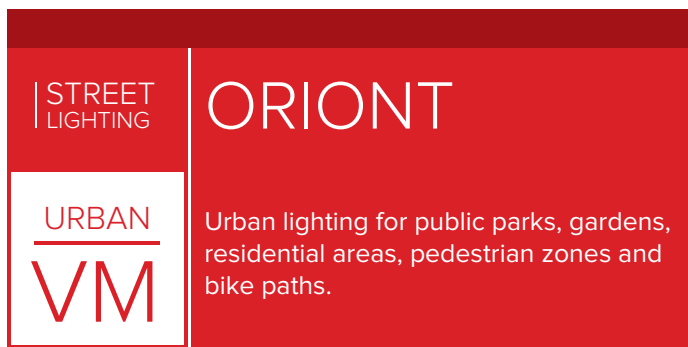 STREET
LIGHTING
ORIONT
URBAN
VM
Urban lighting for public parks, gardens,
residential areas, pedestrian zones and
bike paths.